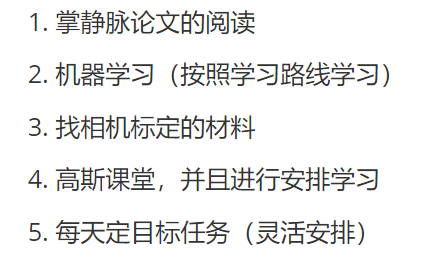 1. 掌静脉论文的阅读
2. 机器学习（按照学习路线学习）
3. 找相机标定的材料
4. 高斯课堂，并且进行安排学习
5. 每天定目标任务（灵活安排）